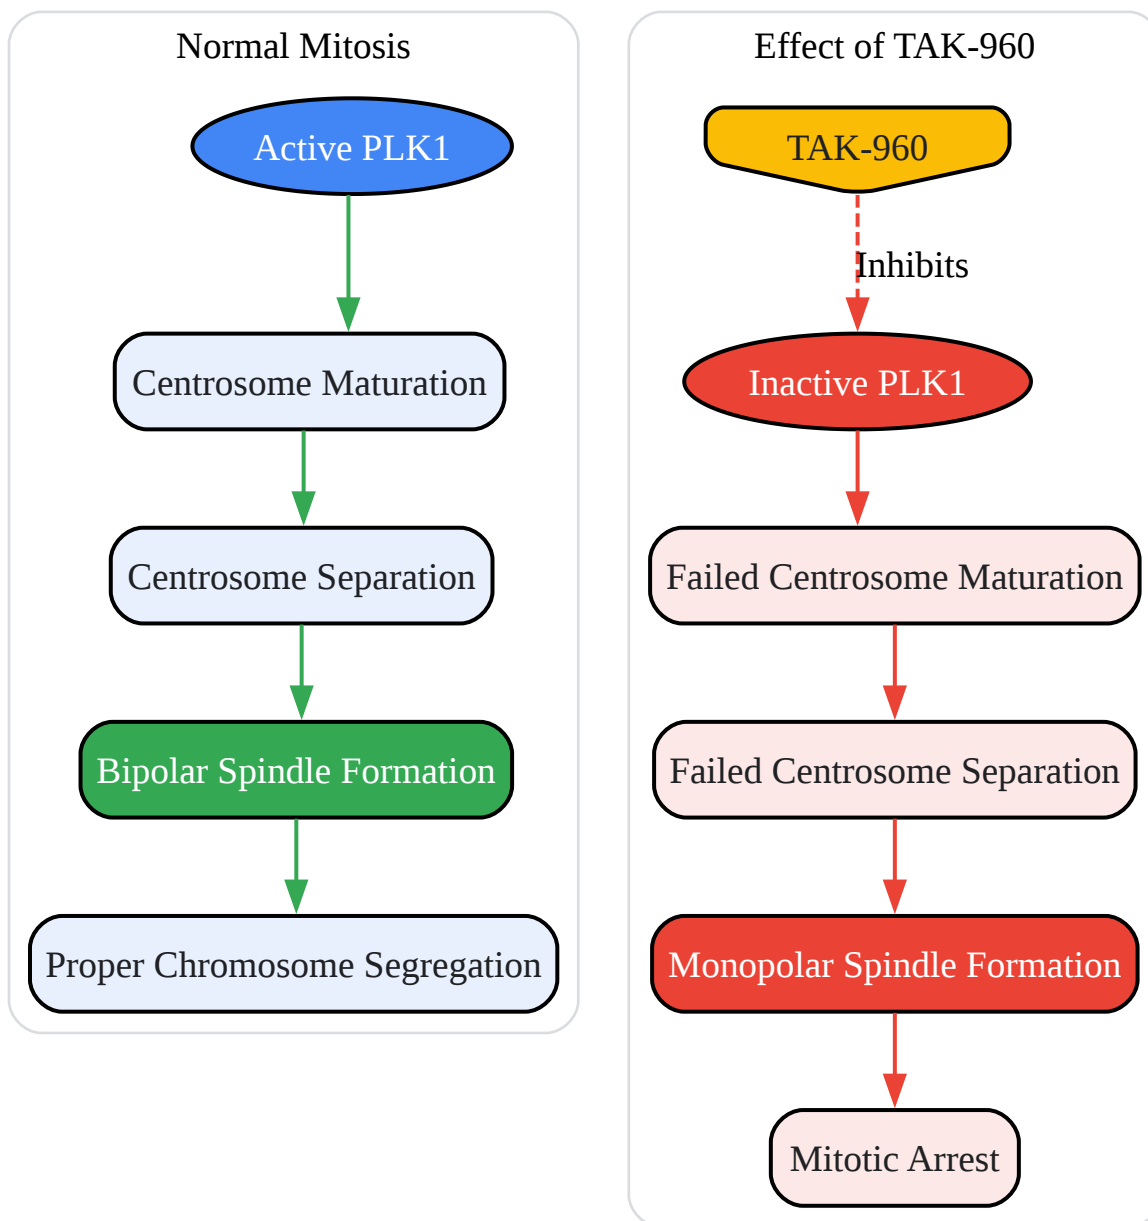 Normal Mitosis
Active PLK1
Centrosome Maturation
Centrosome Separation
Bipolar Spindle Formation
Proper Chromosome Segregation
Effect of TAK-960
TAK-960
Inhibits
Inactive PLK1
Failed Centrosome Maturation
Failed Centrosome Separation
Monopolar Spindle Formation
Mitotic Arrest